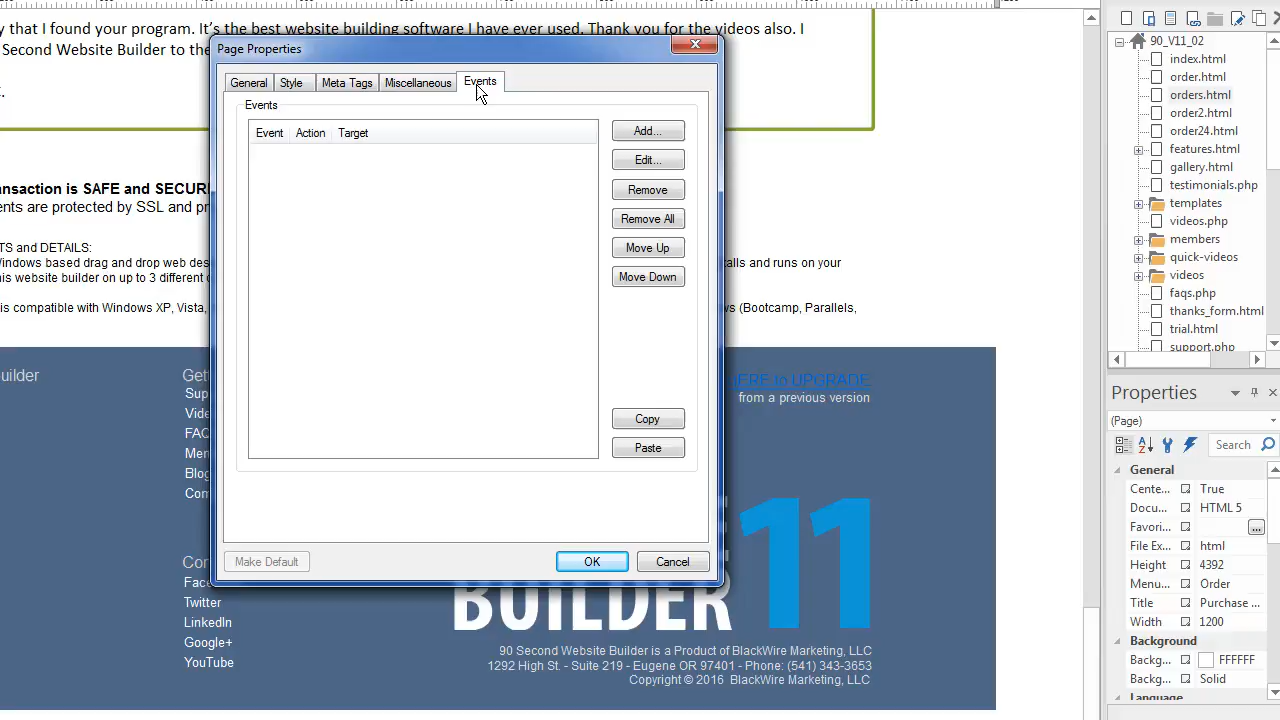 y that I found your program. It's the best website building software I have ever used. Thank you for the videos also. I
Second Website Builder to the
k.
ansaction is SAFE and SECUR
ents are protected by SSL and pr
TS and DETAILS:
Windows based drag and drop web des
alls and runs on your
his website builder on up to 3 different c
is compatible with Windows XP, Vista,
ws (Bootcamp, Parallels,
uilder
Get
Sup
Vide
FAQ
Men
Blog
Con
HERE to UPGRADE
from a previous version
Co
Face
Twitter
LinkedIn
Google+
YouTube
BUILDER
11
90 Second Website Builder is a Product of BlackWire Marketing, LLC
1292 High St. - Suite 219 - Eugene OR 97401 - Phone: (541) 343-3653
Copyright © 2016 BlackWire Marketing, LLC
Page Properties
General
Style
Meta Tags
Miscellaneous
Events
Events
Event
Action
Target
Add...
Edit...
Remove
Remove All
Move Up
Move Down
Copy
Paste
Make Default
OK
Cancel
90_V11_02
index.html
order.html
orders.html
order2.html
order24.html
features.html
gallery.html
testimonials.php
templates
videos.php
members
quick-videos
videos
faqs.php
thanks_form.html
trial.html
support.php
Properties
(Page)
Search
General
Cente... True
Docu... HTML 5
Favori...
File Ex... html
Height 4392
Menu... Order
Title Purchase ...
Width 1200
Background
Backg... FFFFFF
Backg... Solid
Language